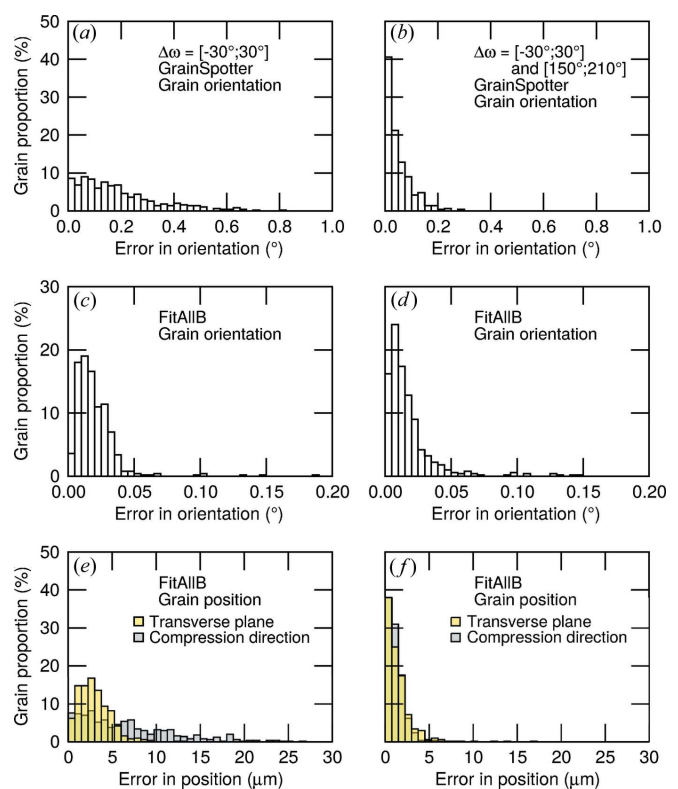 (a)
Δω = [-30°;30°]
GrainSpotter
Grain orientation
Grain proportion (%)
50
40
30
20
10
0
0.0 0.2 0.4 0.6 0.8 1.0
Error in orientation (°)
(b)
Δω = [-30°;30°]
and [150°;210°]
GrainSpotter
Grain orientation
0.0 0.2 0.4 0.6 0.8 1.0
Error in orientation (°)
(c)
FitAllB
Grain orientation
Grain proportion (%)
30
20
10
0
0.00 0.05 0.10 0.15 0.20
Error in orientation (°)
(d)
FitAllB
Grain orientation
0.00 0.05 0.10 0.15 0.20
Error in orientation (°)
(e)
FitAllB
Grain position
Transverse plane
Compression direction
Grain proportion (%)
50
40
30
20
10
0
0 5 10 15 20 25 30
Error in position (μm)
(f)
FitAllB
Grain position
Transverse plane
Compression direction
0 5 10 15 20 25 30
Error in position (μm)